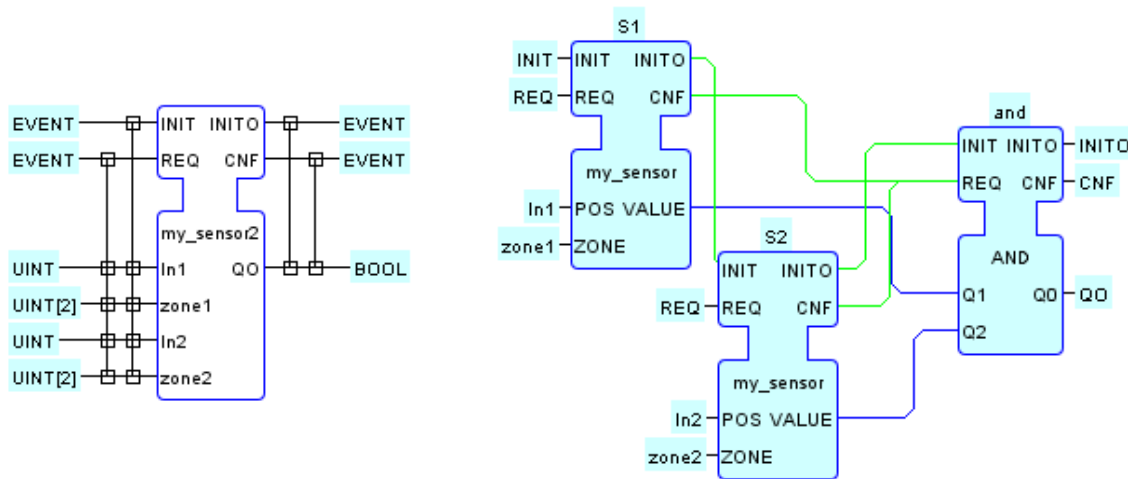 EVENT INIT INITO EVENT
EVENT REQ CNF EVENT
my_sensor2
UINT In1 QO BOOL
UINT[2] zone1
UINT In2
UINT[2] zone2
S1
INIT INIT INITO
REQ REQ CNF
my_sensor
In1 POS VALUE
zone1 ZONE
S2
INIT INITO
REQ REQ CNF
my_sensor
In2 POS VALUE
zone2 ZONE
and
INIT INITO INITO
REQ CNF CNF
AND
Q1 QO QO
Q2